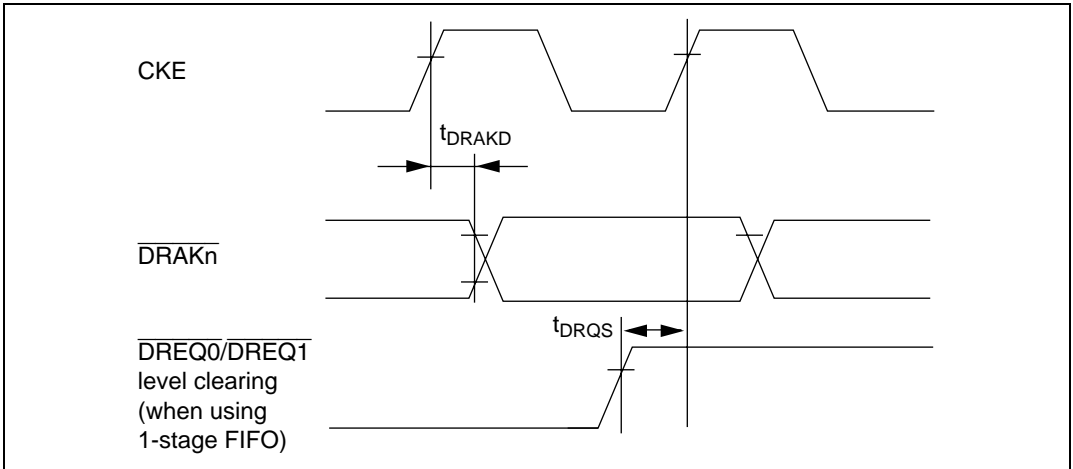 CKE
tDRAKD
DRAKn
tDRQS
DREQ0/DREQ1
level clearing
(when using
1-stage FIFO)